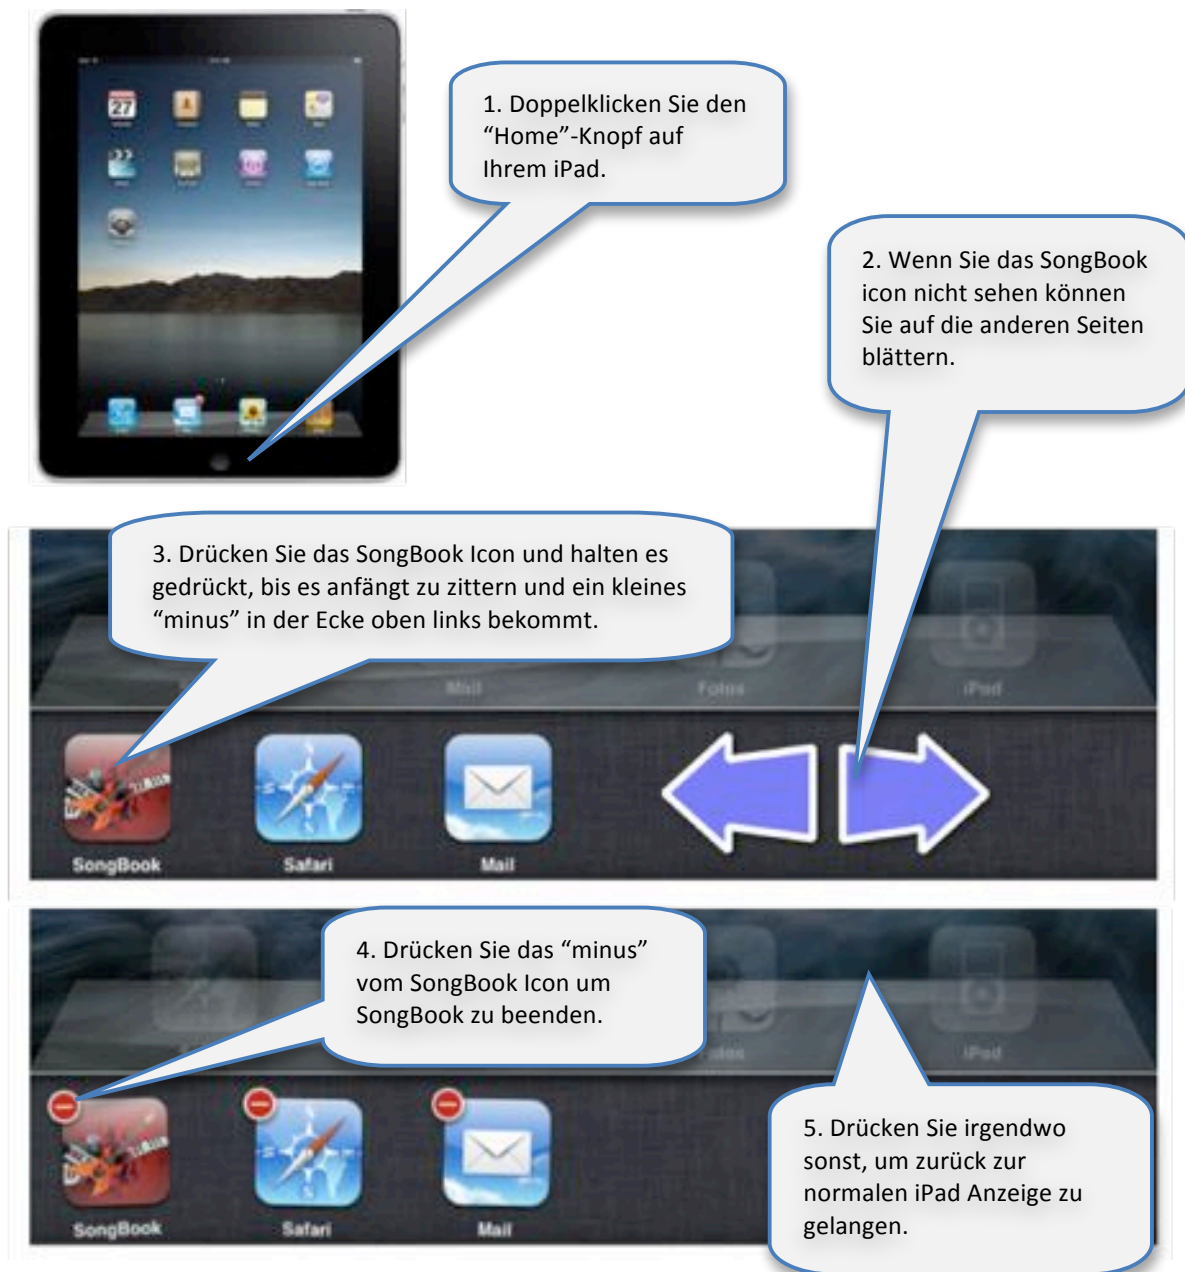 1. Doppelklicken Sie den
“Home”-Knopf auf
Ihrem iPad.
27
2. Wenn Sie das SongBook
icon nicht sehen können
Sie auf die anderen Seiten
blättern.
3. Drücken Sie das SongBook Icon und halten es
gedrückt, bis es anfängt zu zittern und ein kleines
“minus” in der Ecke oben links bekommt.
Mail
Fotos
iPod
SongBook
Safari
Mail
4. Drücken Sie das “minus”
vom SongBook Icon um
SongBook zu beenden.
Fotos
iPod
5. Drücken Sie irgendwo
sonst, um zurück zur
normalen iPad Anzeige zu
gelangen.
SongBook
Safari
Mail